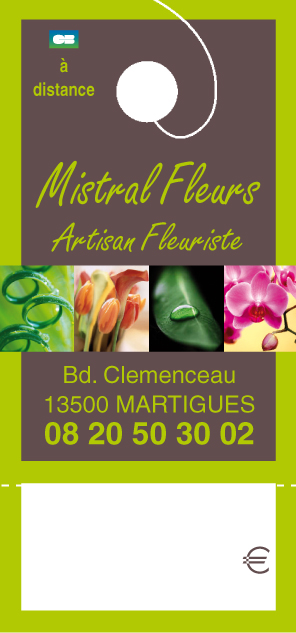 CB
à
distance
Mistral Fleurs
Artisan Fleuriste
Bd. Clemenceau
13500 MARTIGUES
08 20 50 30 02
€